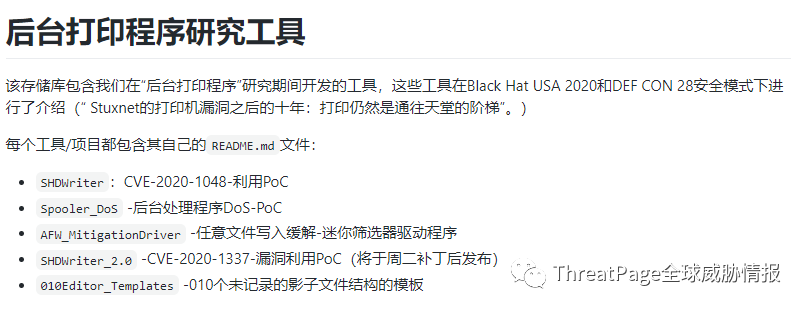 后台打印程序研究工具
该存储库包含我们在“后台打印程序”研究期间开发的工具，这些工具在Black Hat USA 2020和DEF CON 28安全模式下进
行了介绍（“ Stuxnet的打印机漏洞之后的十年：打印仍然是通往天堂的阶梯”。）
每个工具/项目都包含其自己的 README.md 文件：
• SHDWriter ：CVE-2020-1048-利用PoC
• Spooler_DoS -后台处理程序DoS-PoC
• AFW_MitigationDriver -任意文件写入缓解-迷你筛选器驱动程序
• SHDWriter_2.0 -CVE-2020-1337-漏洞利用PoC（将于周二补丁后发布）
• 010Editor_Templates -010个未记录的影子文件结构的模板
ThreatPage全球威胁情报